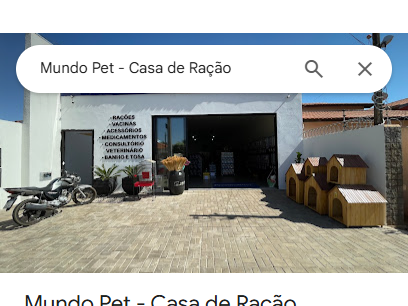 Mundo Pet - Casa de Ração
RAÇÕES
- VACINAS
- ACESSÓRIOS
- MEDICAMENTOS
- CONSULTÓRIO
VETERINÁRIO
- BANHO E TOSA
Mundo Pet - Casa de Ração